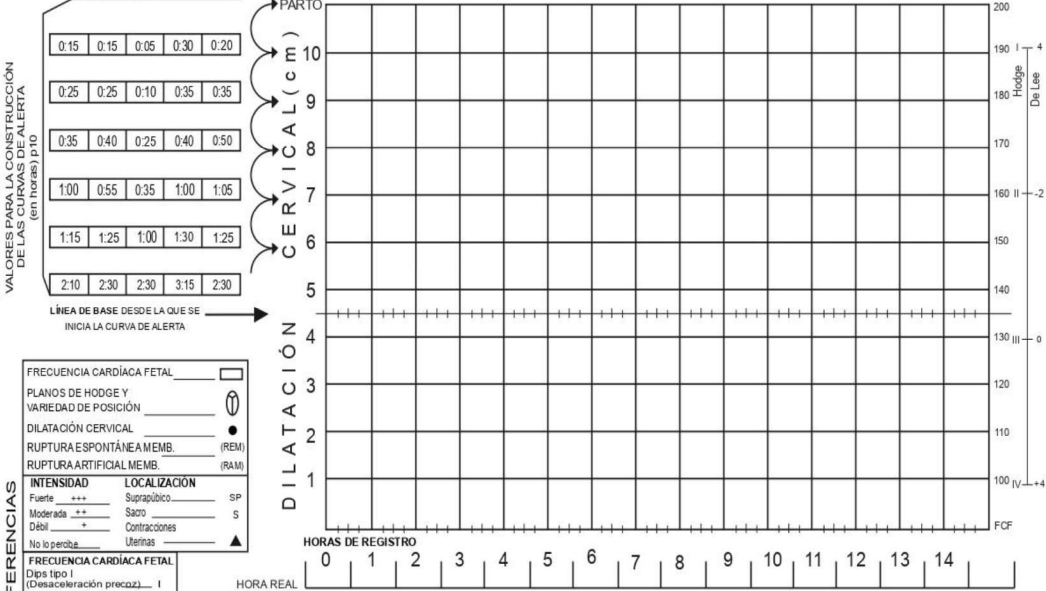 VALORES PARA LA CONSTRUCCIÓN
DE LAS CURVAS DE ALERTA
(en horas) p10
0:15 0:15 0:05 0:30 0:20
0:25 0:25 0:10 0:35 0:35
0:35 0:40 0:25 0:40 0:50
1:00 0:55 0:35 1:00 1:05
1:15 1:25 1:00 1:30 1:25
2:10 2:30 2:30 3:15 2:30
LÍNEA DE BASE DESDE LA QUE SE
INICIA LA CURVA DE ALERTA
DILATACIÓN CERVICAL (cm)
PARTO
10
9
8
7
6
5
4
3
2
1
200
190 I 4
180
170
160 II -2
150
140
130 III 0
120
110
100 IV +4
FCF
Hodge
De Lee
FERENCIAS
FRECUENCIA CARDÍACA FETAL
PLANOS DE HODGE Y
VARIEDAD DE POSICIÓN
DILATACIÓN CERVICAL
RUPTURA ESPONTÁNEA MEMB. (REM)
RUPTURA ARTIFICIAL MEMB. (RAM)
INTENSIDAD LOCALIZACIÓN
Fuerte +++ Suprapúbico SP
Moderada ++ Sacro S
Débil + Contracciones
No lo percibe Uterinas
FRECUENCIA CARDÍACA FETAL
Dips tipo I
(Desaceleración precoz) I
HORAS DE REGISTRO
0 1 2 3 4 5 6 7 8 9 10 11 12 13 14
HORA REAL